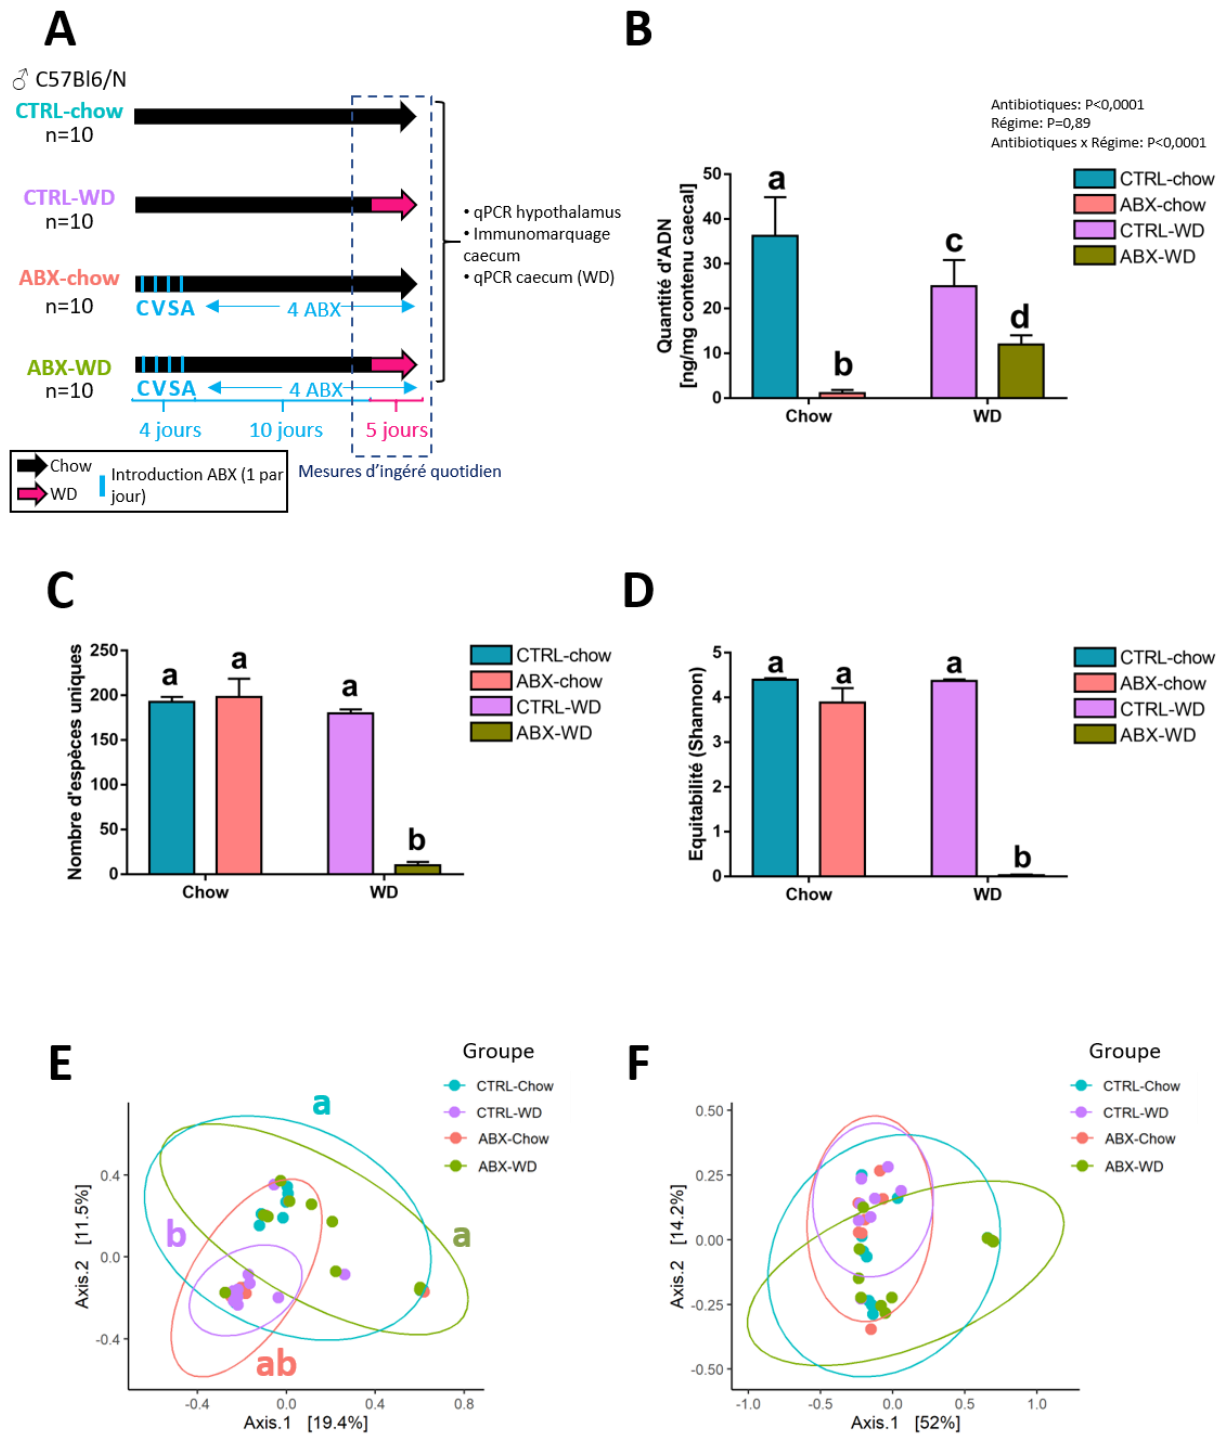 A
♂ C57Bl6/N
CTRL-chow
n=10
CTRL-WD
n=10
ABX-chow
n=10
CVSA
4 ABX
ABX-WD
n=10
CVSA
4 ABX
4 jours
10 jours
5 jours
• qPCR hypothalamus
• Immunomarquage
caecum
• qPCR caecum (WD)
Chow
WD
Introduction ABX (1 par
jour)
Mesures d'ingéré quotidien
B
Antibiotiques: P<0,0001
Régime: P=0,89
Antibiotiques x Régime: P<0,0001
Quantité d'ADN
[ng/mg contenu caecal]
50
40
30
20
10
0
a
b
c
d
Chow
WD
CTRL-chow
ABX-chow
CTRL-WD
ABX-WD
C
Nombre d'espèces uniques
250
200
150
100
50
0
a
a
a
b
Chow
WD
CTRL-chow
ABX-chow
CTRL-WD
ABX-WD
D
Equitabilité (Shannon)
5
4
3
2
1
0
a
a
a
b
Chow
WD
CTRL-chow
ABX-chow
CTRL-WD
ABX-WD
E
Groupe
CTRL-Chow
CTRL-WD
ABX-Chow
ABX-WD
a
b
a
ab
Axis.2 [11.5%]
0.4
0.0
-0.4
-0.4
0.0
0.4
0.8
Axis.1 [19.4%]
F
Groupe
CTRL-Chow
CTRL-WD
ABX-Chow
ABX-WD
Axis.2 [14.2%]
0.50
0.25
0.00
-0.25
-0.50
-1.0
-0.5
0.0
0.5
1.0
Axis.1 [52%]